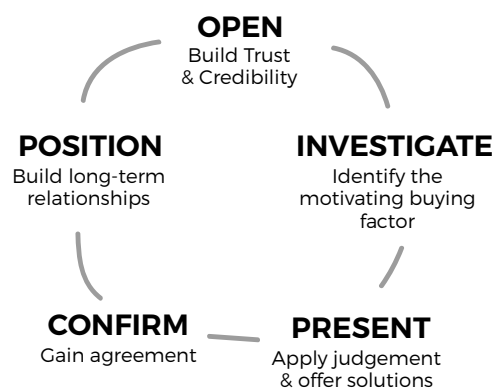 OPEN
Build Trust
& Credibility
INVESTIGATE
Identify the
motivating buying
factor
PRESENT
Apply judgement
& offer solutions
CONFIRM
Gain agreement
POSITION
Build long-term
relationships